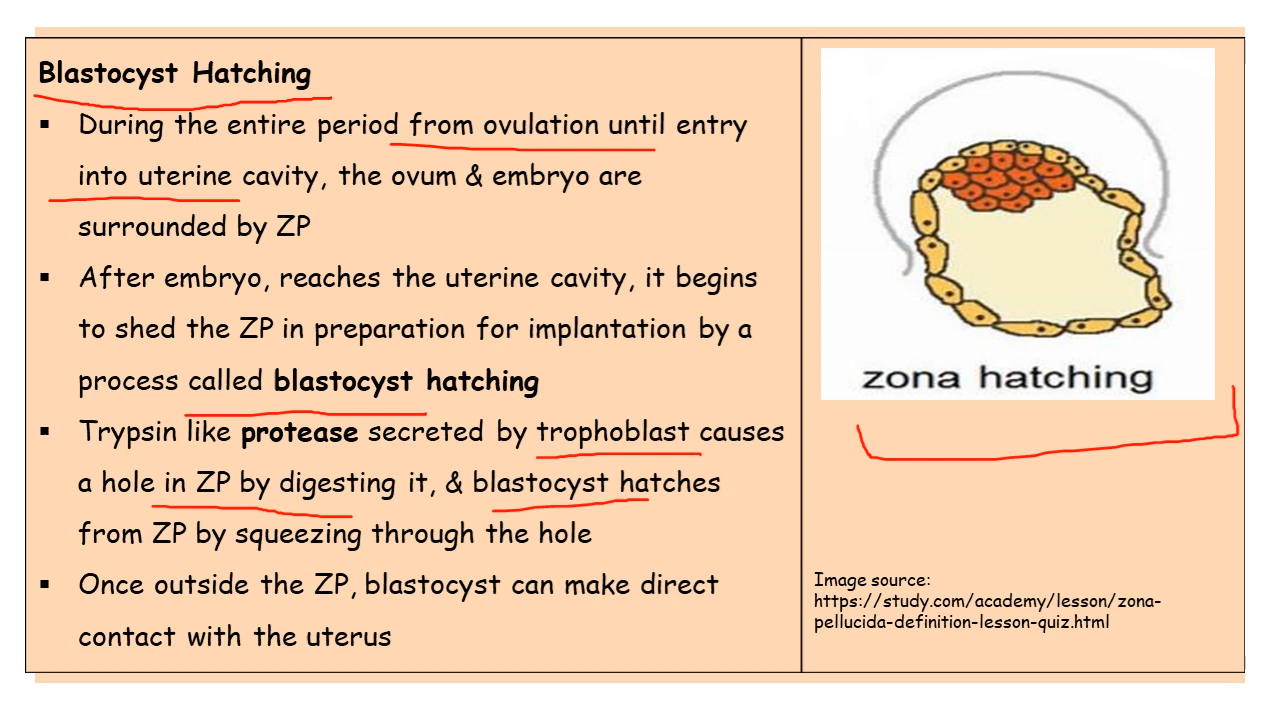 Blastocyst Hatching
▪ During the entire period from ovulation until entry
into uterine cavity, the ovum & embryo are
surrounded by ZP
▪ After embryo, reaches the uterine cavity, it begins
to shed the ZP in preparation for implantation by a
process called blastocyst hatching
▪ Trypsin like protease secreted by trophoblast causes
a hole in ZP by digesting it, & blastocyst hatches
from ZP by squeezing through the hole
▪ Once outside the ZP, blastocyst can make direct
contact with the uterus
zona hatching
Image source:
https://study.com/academy/lesson/zona-
pellucida-definition-lesson-quiz.html